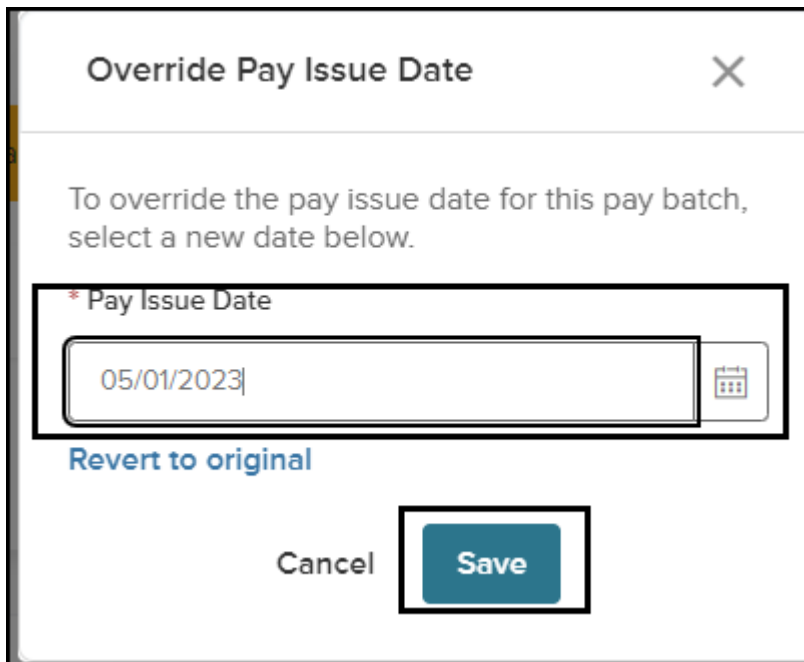 Override Pay Issue Date
To override the pay issue date for this pay batch,
select a new date below.
* Pay Issue Date
05/01/2023
Revert to original
Cancel Save